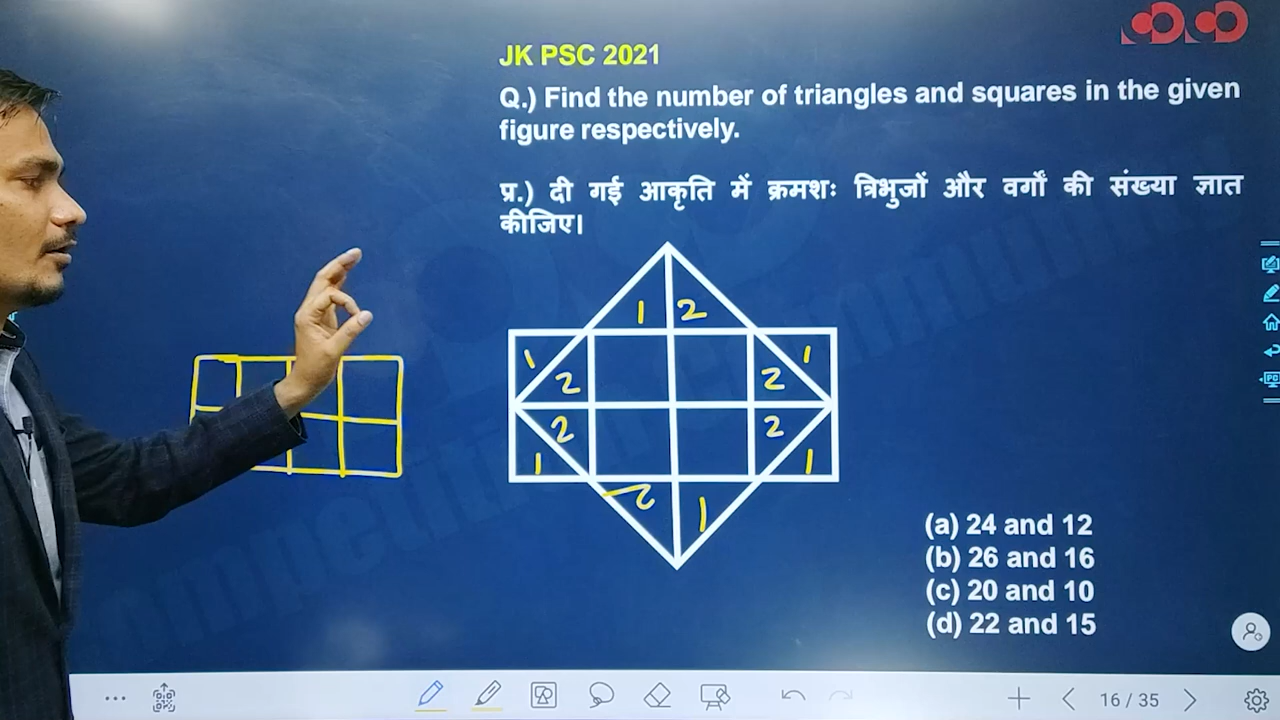 JK PSC 2021
Q.) Find the number of triangles and squares in the given
figure respectively.
प्र.) दी गई आकृति में क्रमशः त्रिभुजों और वर्गों की संख्या ज्ञात
कीजिए।
1 2
1 1
2 2
2 2
1 1
2 1
(a) 24 and 12
(b) 26 and 16
(c) 20 and 10
(d) 22 and 15
16 / 35